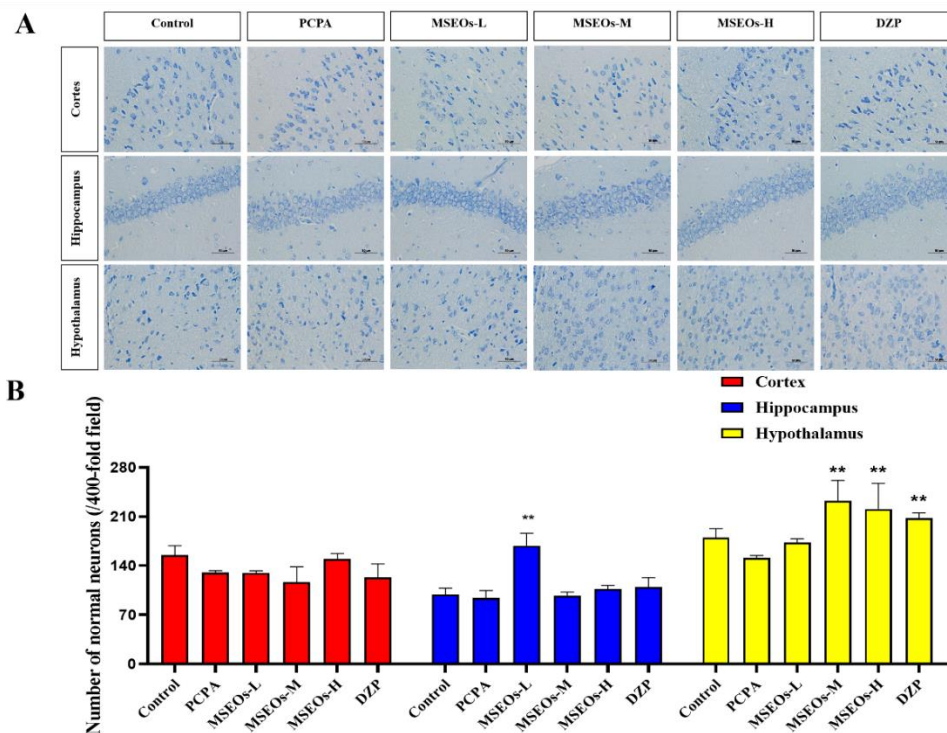 A
Control PCPA MSEOs-L MSEOs-M MSEOs-H DZP
Cortes
Hippocampus
Hypothalamus
B
Cortex
Hippocampus
Hypothalamus
Number of normal neurons (/400-fold field)
280
210
140
70
0
**
** ** **
Control PCPA MSEOs-L MSEOs-M MSEOs-H DZP Control PCPA MSEOs-L MSEOs-M MSEOs-H DZP Control PCPA MSEOs-L MSEOs-M MSEOs-H DZP